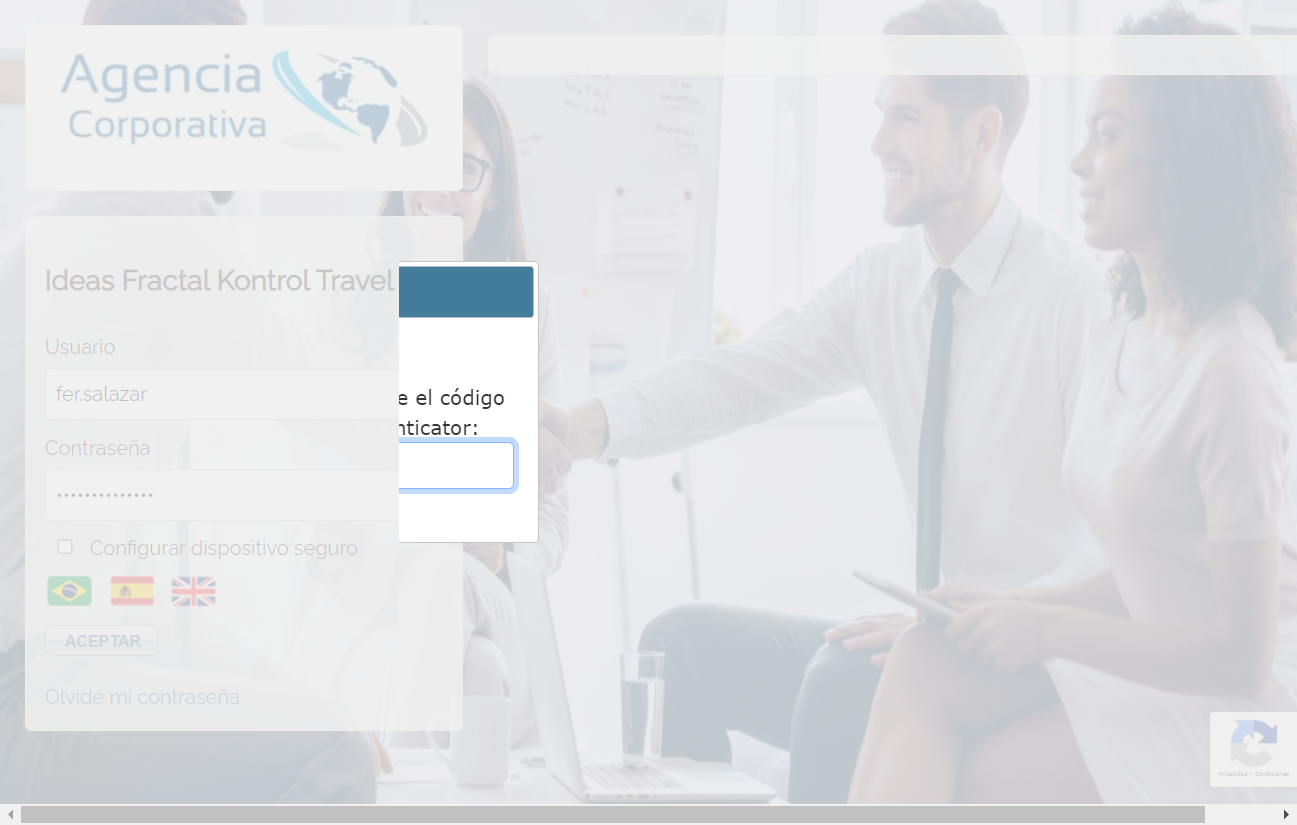 Agencia
Corporativa
Ideas Fractal Kontrol Travel
Usuario
fer.salazar
e el código
nticator:
Contraseña
••••••••••••••
Configurar dispositivo seguro
ACEPTAR
Olvidé mi contraseña
Privacidad - Condiciones